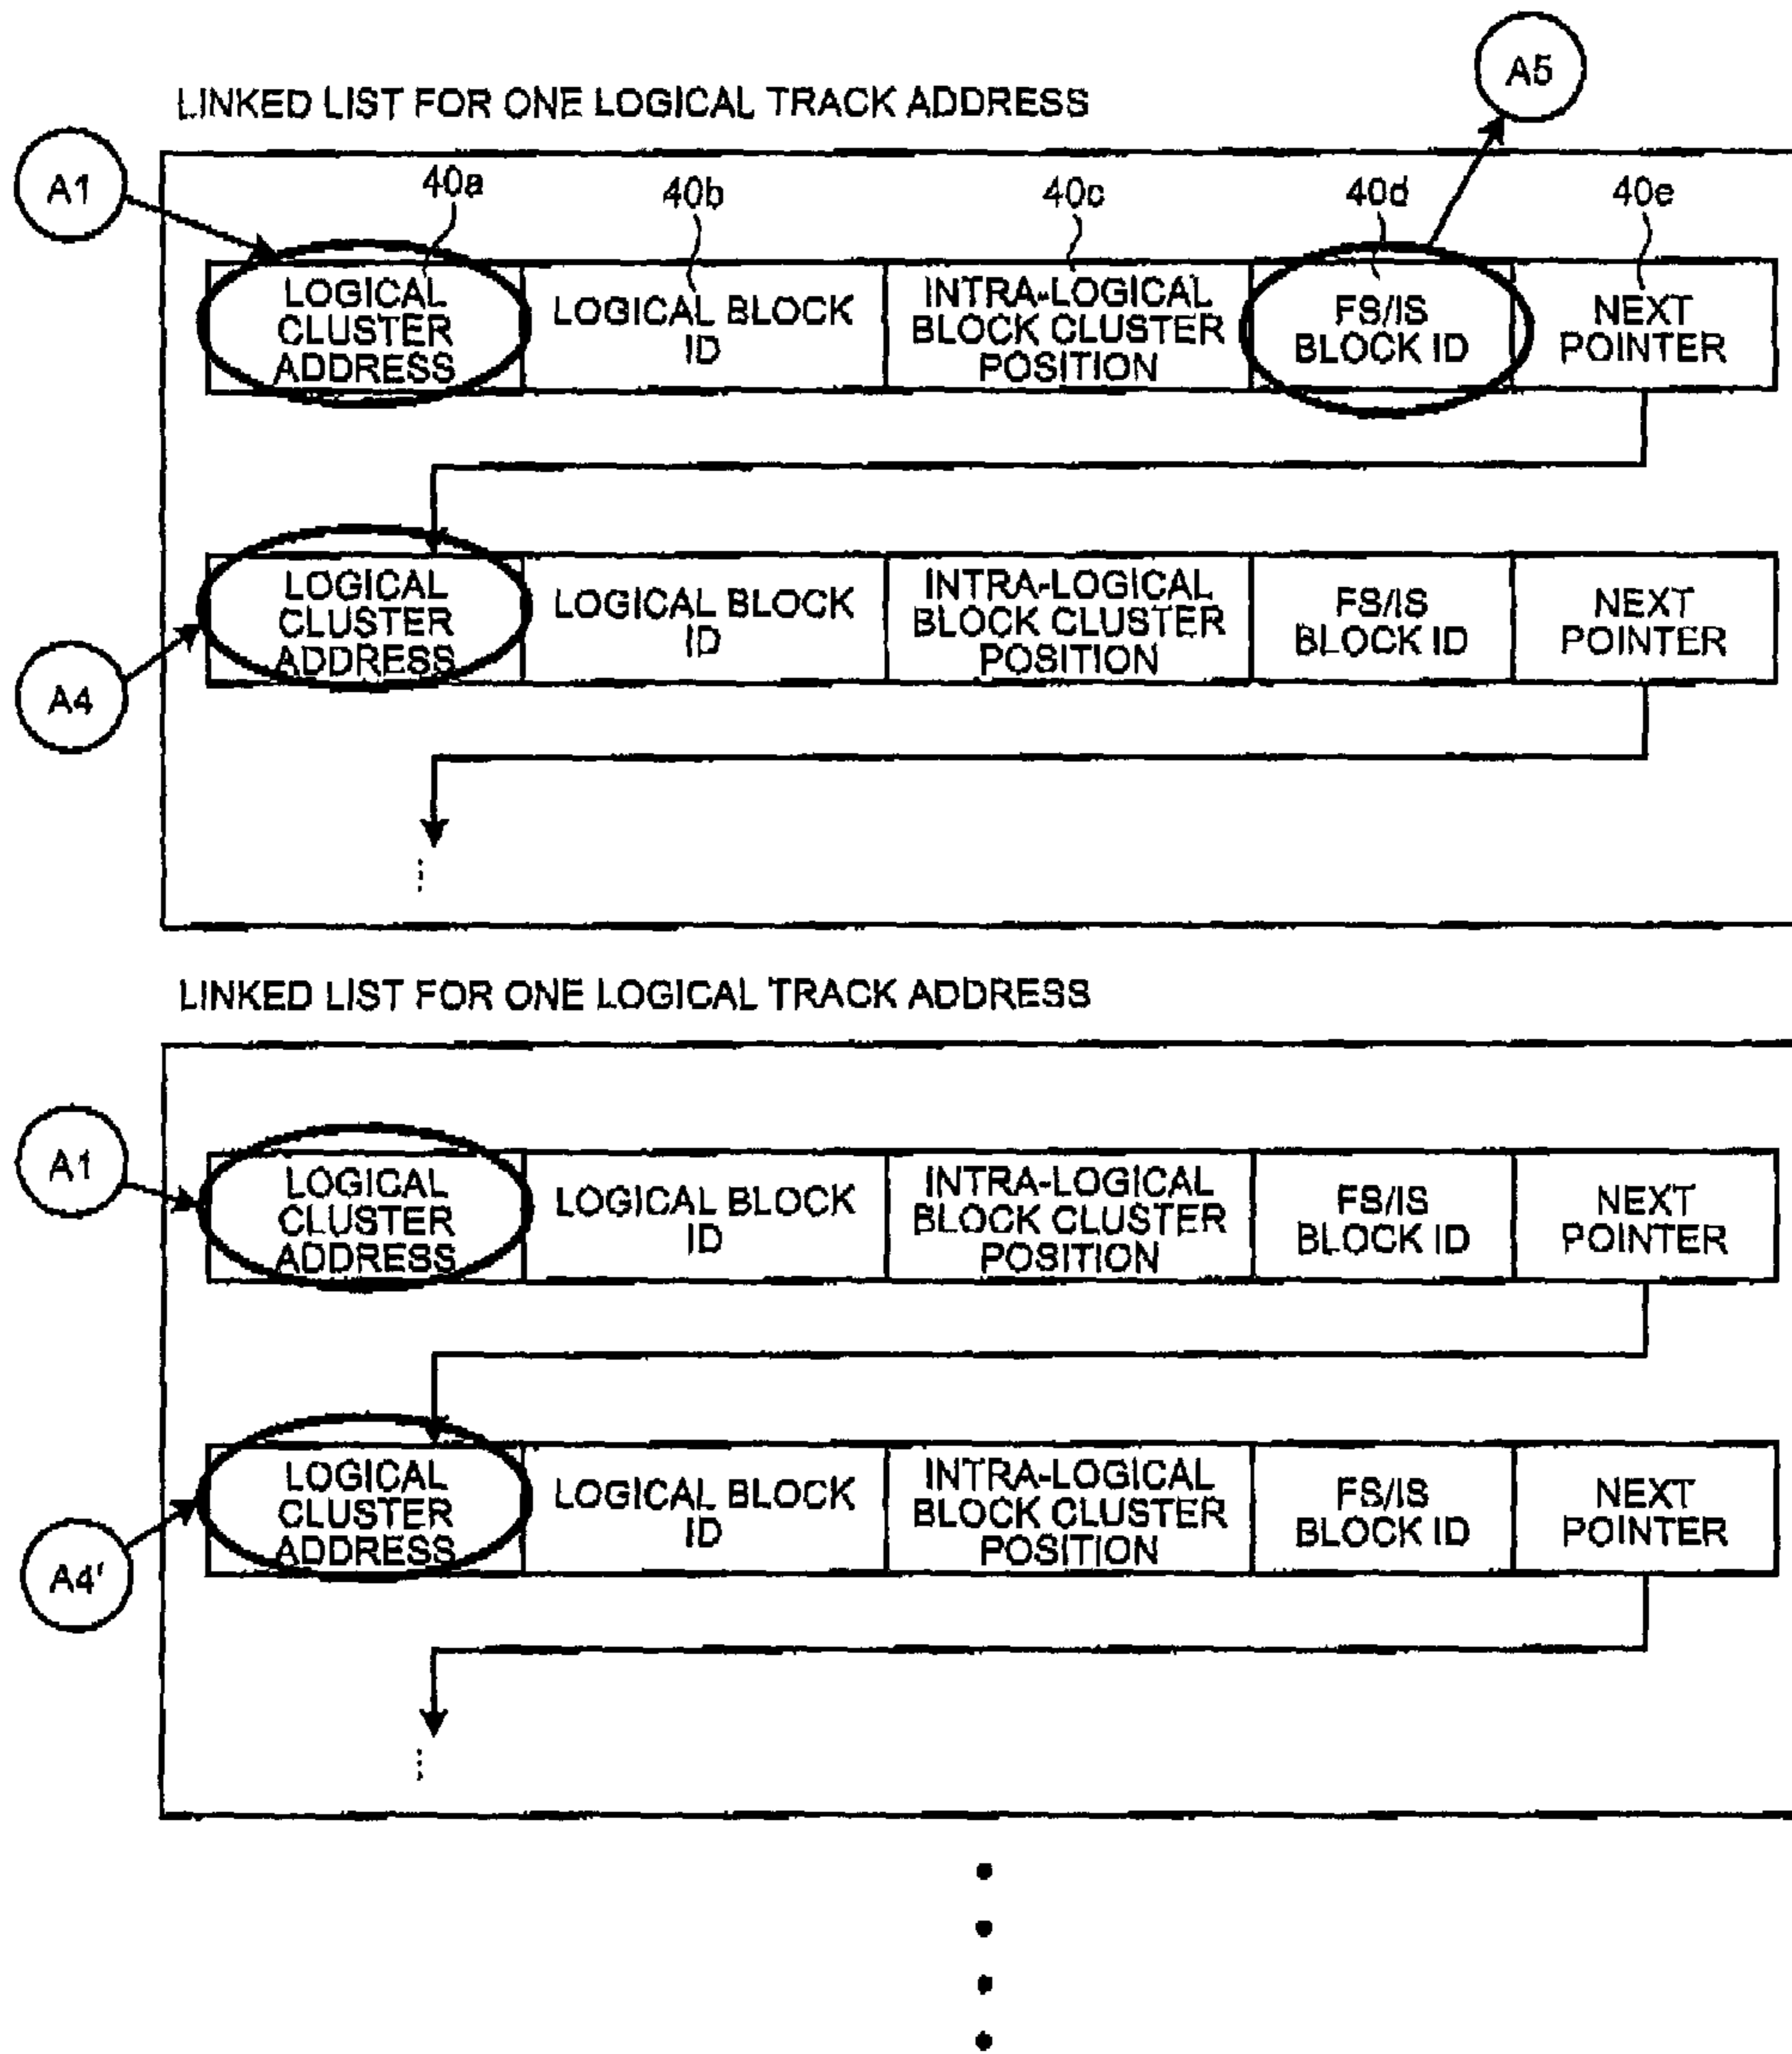 A5
LINKED LIST FOR ONE LOGICAL TRACK ADDRESS
A1
40a 40b 40c 40d 40e
LOGICAL
CLUSTER
ADDRESS
LOGICAL BLOCK
ID
INTRA-LOGICAL
BLOCK CLUSTER
POSITION
FS/IS
BLOCK ID
NEXT
POINTER
LOGICAL
CLUSTER
ADDRESS
LOGICAL BLOCK
ID
INTRA-LOGICAL
BLOCK CLUSTER
POSITION
FS/IS
BLOCK ID
NEXT
POINTER
A4
LINKED LIST FOR ONE LOGICAL TRACK ADDRESS
A1
LOGICAL
CLUSTER
ADDRESS
LOGICAL BLOCK
ID
INTRA-LOGICAL
BLOCK CLUSTER
POSITION
FS/IS
BLOCK ID
NEXT
POINTER
LOGICAL
CLUSTER
ADDRESS
LOGICAL BLOCK
ID
INTRA-LOGICAL
BLOCK CLUSTER
POSITION
FS/IS
BLOCK ID
NEXT
POINTER
A4'